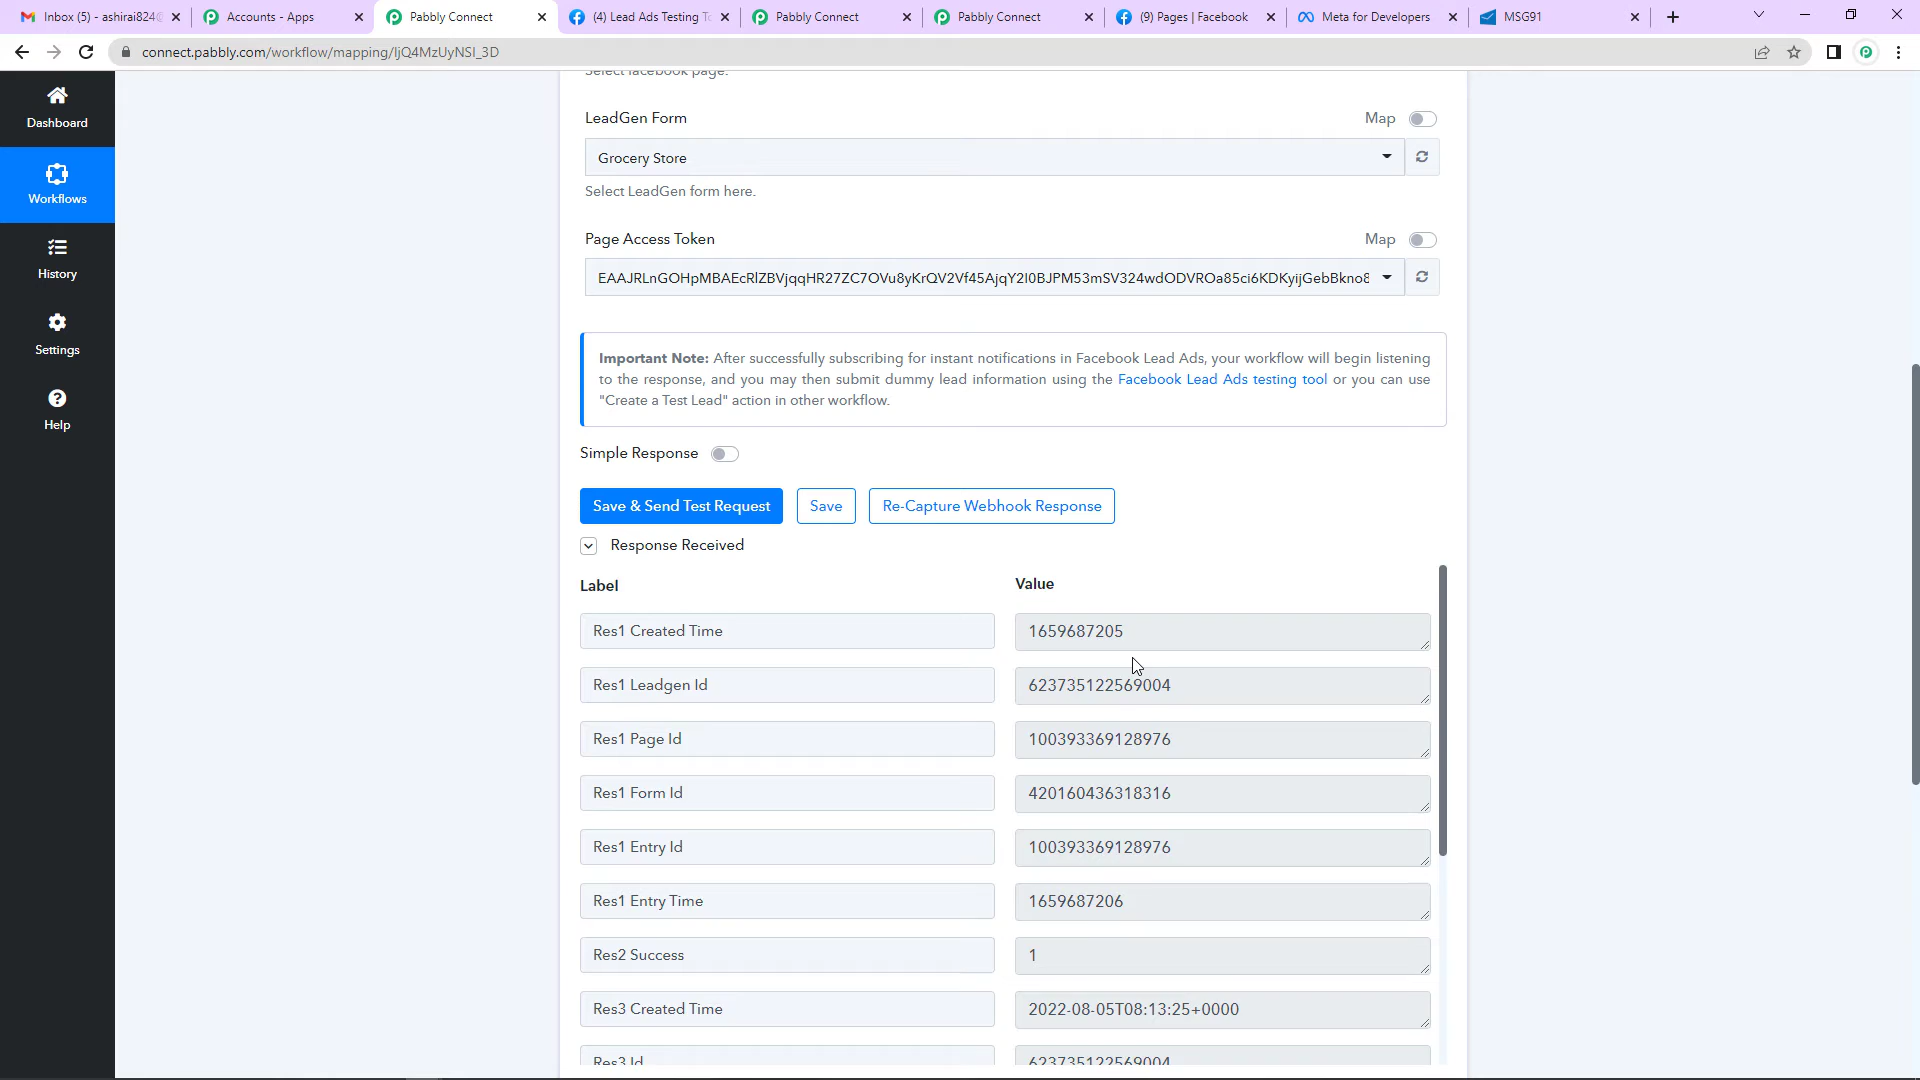 Inbox (5) - ashirai824@
Accounts - Apps
Pabbly Connect
(4) Lead Ads Testing To
Pabbly Connect
Pabbly Connect
(9) Pages | Facebook
Meta for Developers
MSG91
connect.pabbly.com/workflow/mapping/IjQ4MzUyNSI_3D
Dashboard
Workflows
History
Settings
Help
Select facebook page.
LeadGen Form
Map
Grocery Store
Select LeadGen form here.
Page Access Token
Map
Important Note: After successfully subscribing for instant notifications in Facebook Lead Ads, your workflow will begin listening
to the response, and you may then submit dummy lead information using the Facebook Lead Ads testing tool or you can use
"Create a Test Lead" action in other workflow.
Simple Response
Save & Send Test Request
Save
Re-Capture Webhook Response
Response Received
Label
Value
Res1 Created Time
1659687205
Res1 Leadgen Id
623735122569004
Res1 Page Id
100393369128976
Res1 Form Id
420160436318316
Res1 Entry Id
100393369128976
Res1 Entry Time
1659687206
Res2 Success
1
Res3 Created Time
2022-08-05T08:13:25+0000
Res3 Id
623735122569004